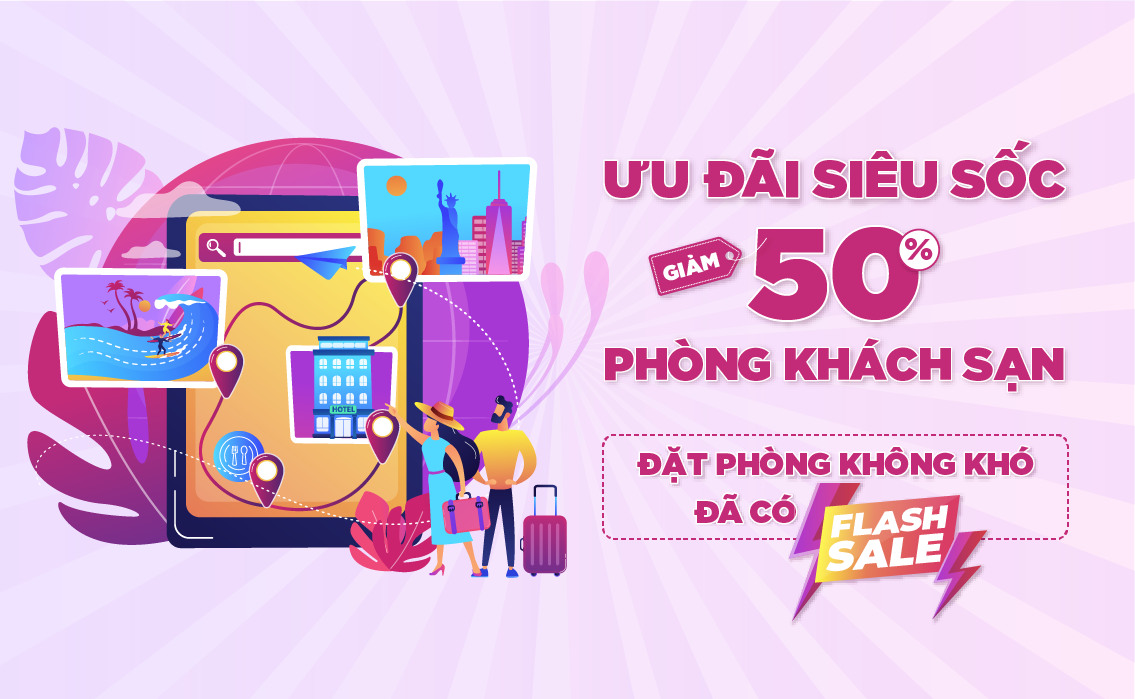 ƯU ĐÃI SIÊU SỐC
GIẢM 50%
PHÒNG KHÁCH SẠN
ĐẶT PHÒNG KHÔNG KHÓ
ĐÃ CÓ
FLASH
SALE
HOTEL